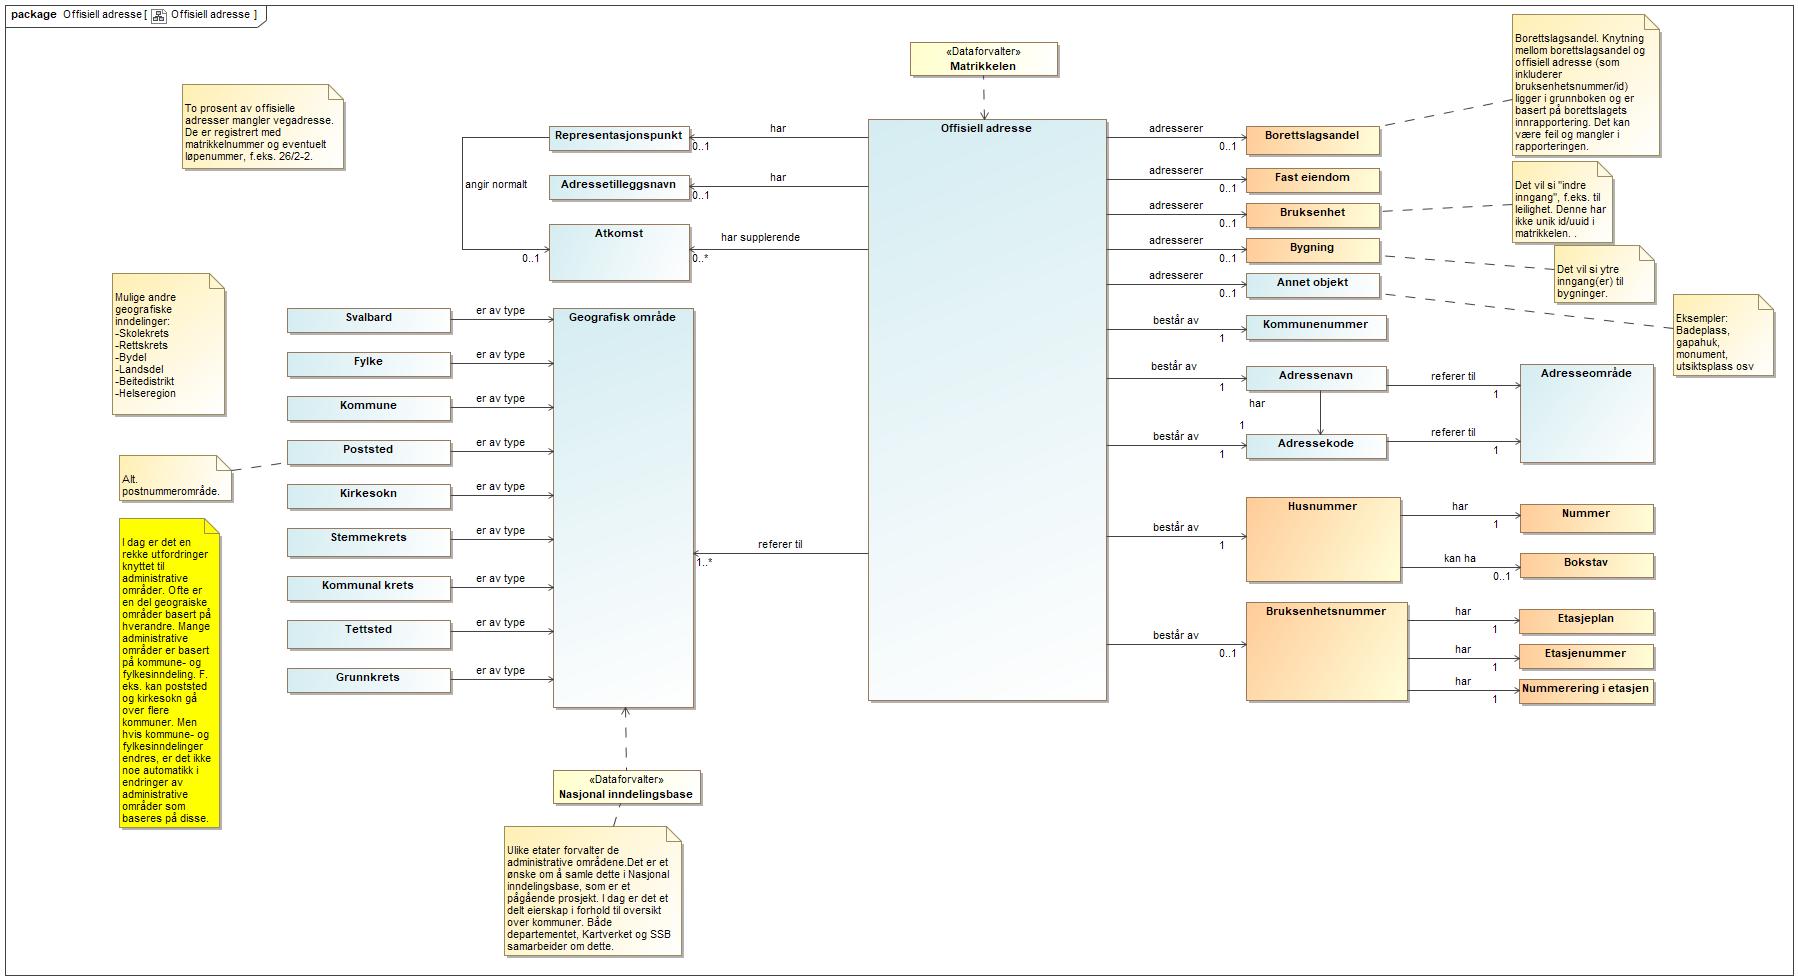 package Offisiell adresse [ Offisiell adresse ]
«Dataforvalter»
Matrikkelen
Borettslagsandel. Knytning
mellom borettslagsandel og
offisiell adresse (som
inkluderer
bruksenhetsnummer/id)
ligger i grunnboken og er
basert på borettslagets
innrapportering. Det kan
være feil og mangler i
rapporteringen.
To prosent av offisielle
adresser mangler vegadresse.
De er registrert med
matrikkelnummer og eventuelt
løpenummer, f.eks. 26/2-2.
Representasjonspunkt
har
0..1
Offisiell adresse
adresserer
0..1
Borettslagsandel
angir normalt
0..1
Adressetilleggsnavn
har
0..1
adresserer
0..1
Fast eiendom
Det vil si "indre
inngang", f.eks. til
leilighet. Denne har
ikke unik id/uuid i
matrikkelen. .
adresserer
0..1
Bruksenhet
Atkomst
har supplerende
0..*
adresserer
0..1
Bygning
Det vil si ytre
inngang(er) til
bygninger.
adresserer
0..1
Annet objekt
Eksempler:
Badeplass,
gapahuk,
monument,
utsiktsplass osv
Mulige andre
geografiske
inndelinger:
-Skolekrets
-Rettskrets
-Bydel
-Landsdel
-Beitedistrikt
-Helseregion
Svalbard
er av type
Geografisk område
består av
1
Kommunenummer
Fylke
er av type
består av
1
Adressenavn
referer til
1
Adresseområde
Kommune
er av type
har
1
består av
1
Adressekode
referer til
1
Poststed
er av type
Alt.
postnummerområde.
Kirkesokn
er av type
Husnummer
har
1
Nummer
består av
1
kan ha
0..1
Bokstav
Stemmekrets
er av type
referer til
1..*
Kommunal krets
er av type
Bruksenhetsnummer
har
1
Etasjeplan
består av
0..1
har
1
Etasjenummer
har
1
Nummerering i etasjen
Tettsted
er av type
Grunnkrets
er av type
I dag er det en
rekke utfordringer
knyttet til
administrative
områder. Ofte er
en del geograiske
områder basert på
hverandre. Mange
administrative
områder er basert
på kommune- og
fylkesinndeling. F.
eks. kan poststed
og kirkesokn gå
over flere
kommuner. Men
hvis kommune- og
fylkesinndelinger
endres, er det ikke
noe automatikk i
endringer av
administrative
områder som
baseres på disse.
«Dataforvalter»
Nasjonal inndelingsbase
Ulike etater forvalter de
administrative områdene.Det er et
ønske om å samle dette i Nasjonal
inndelingsbase, som er et
pågående prosjekt. I dag er det et
delt eierskap i forhold til oversikt
over kommuner. Både
departementet, Kartverket og SSB
samarbeider om dette.